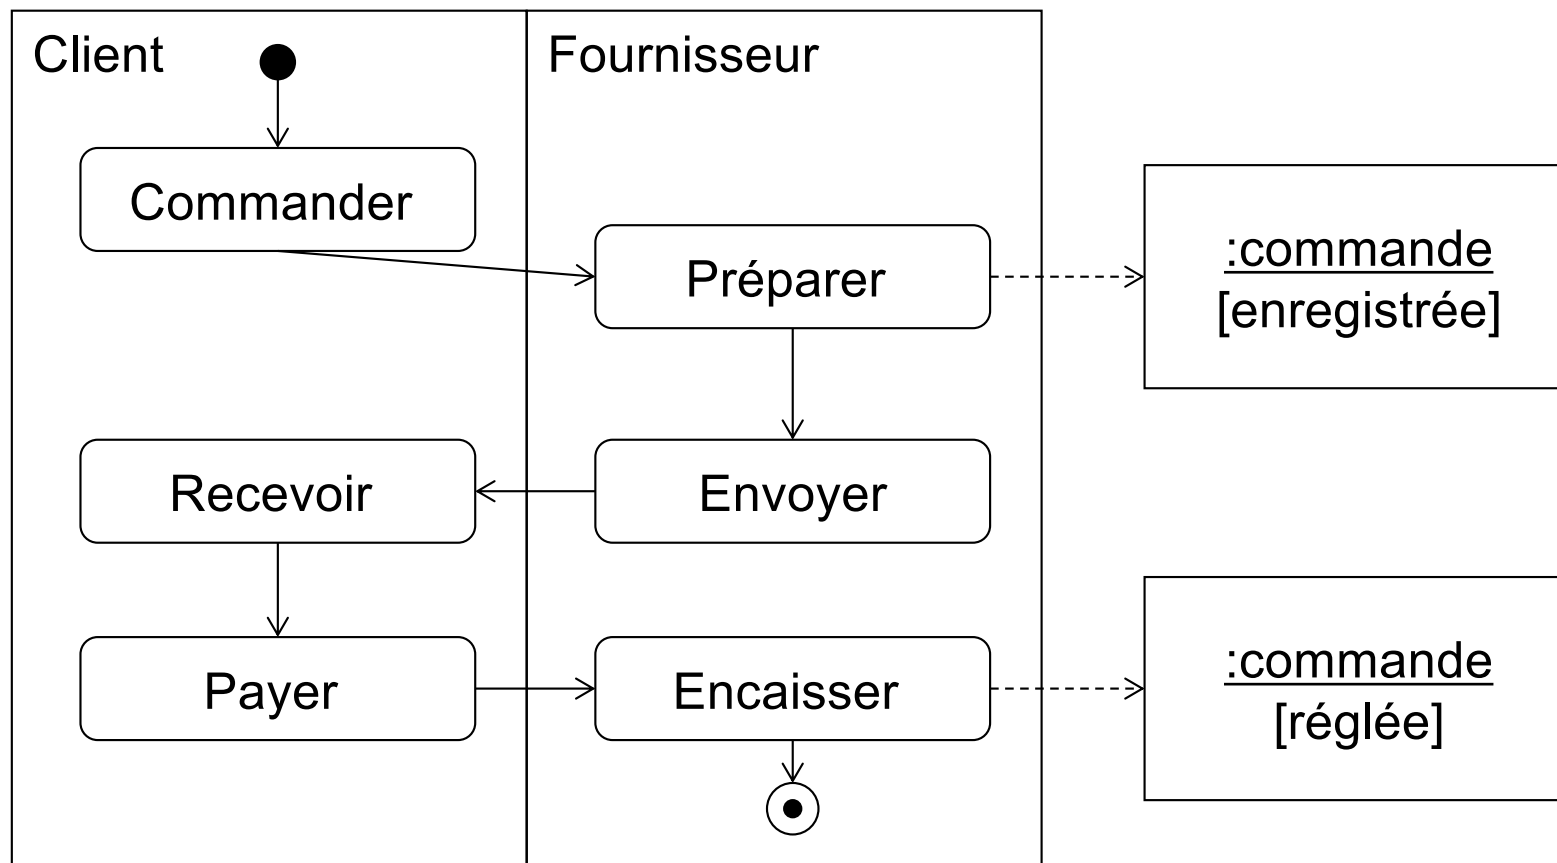 Client
Fournisseur
Commander
Préparer
:commande
[enregistrée]
Recevoir
Envoyer
Payer
Encaisser
:commande
[réglée]